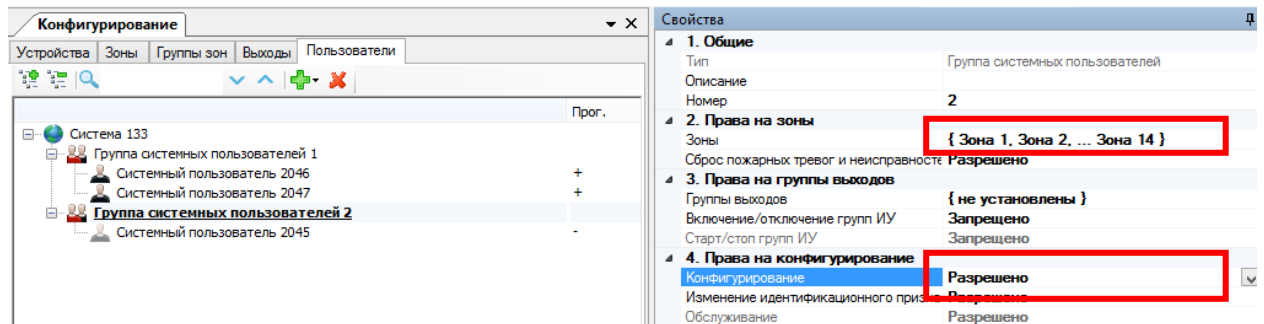 Конфигурирование
Устройства Зоны Группы зон Выходы Пользователи
Прог.
Система 133
Группа системных пользователей 1
Системный пользователь 2046 +
Системный пользователь 2047 +
Группа системных пользователей 2
Системный пользователь 2045 -
Свойства
1. Общие
Тип Группа системных пользователей
Описание
Номер 2
2. Права на зоны
Зоны { Зона 1, Зона 2, ... Зона 14 }
Сброс пожарных тревог и неисправносте Разрешено
3. Права на группы выходов
Группы выходов { не установлены }
Включение/отключение групп ИУ Запрещено
Старт/стоп групп ИУ Запрещено
4. Права на конфигурирование
Конфигурирование Разрешено
Изменение идентификационного призна Разрешено
Обслуживание Разрешено